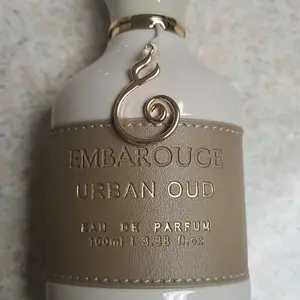 EMBAROUGE
URBAN OUD
EAU DE PARFUM
100ml | 3.38 fl.oz